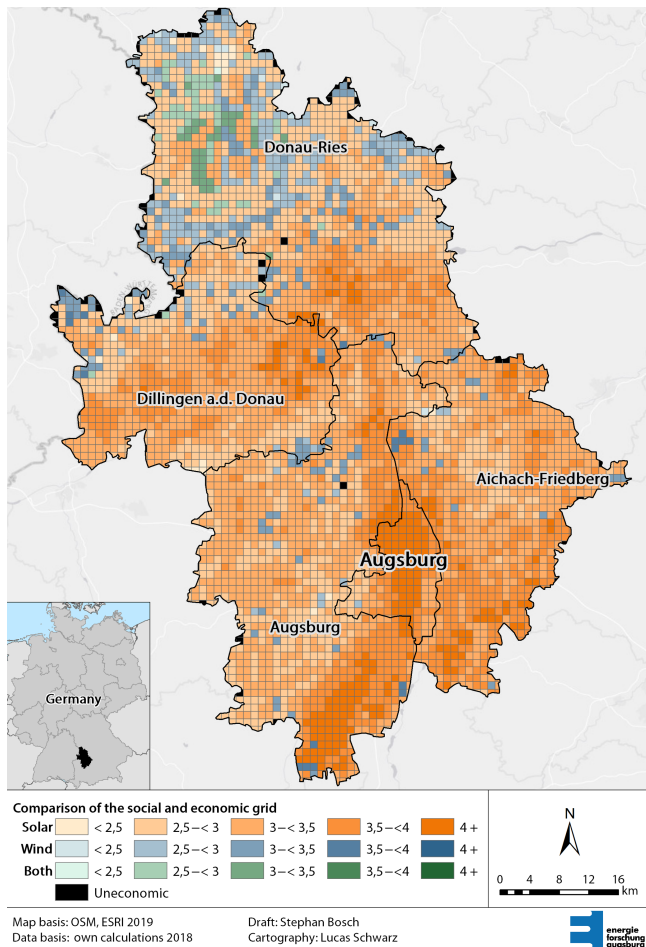 Donau-Ries
Dillingen a.d. Donau
Aichach-Friedberg
Augsburg
Augsburg
Germany
Comparison of the social and economic grid
Solar < 2,5 2,5–< 3 3–< 3,5 3,5–<4 4 +
Wind < 2,5 2,5–< 3 3–< 3,5 3,5–<4 4 +
Both < 2,5 2,5–< 3 3–< 3,5 3,5–<4 4 +
Uneconomic
N
0 4 8 12 16
km
Map basis: OSM, ESRI 2019
Data basis: own calculations 2018
Draft: Stephan Bosch
Cartography: Lucas Schwarz
energie
forschung
augsburg